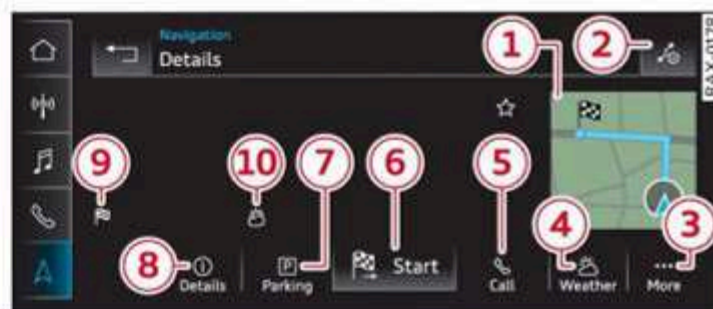 Navigation
Details
1
2
RAX-0178
9
10
7
6
5
4
3
8
Details
P
Parking
Start
Call
Weather
More